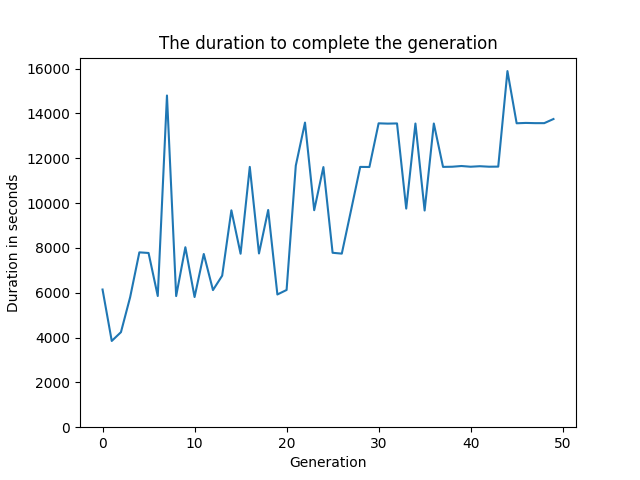 The duration to complete the generation
Duration in seconds
16000
14000
12000
10000
8000
6000
4000
2000
0
0 10 20 30 40 50
Generation